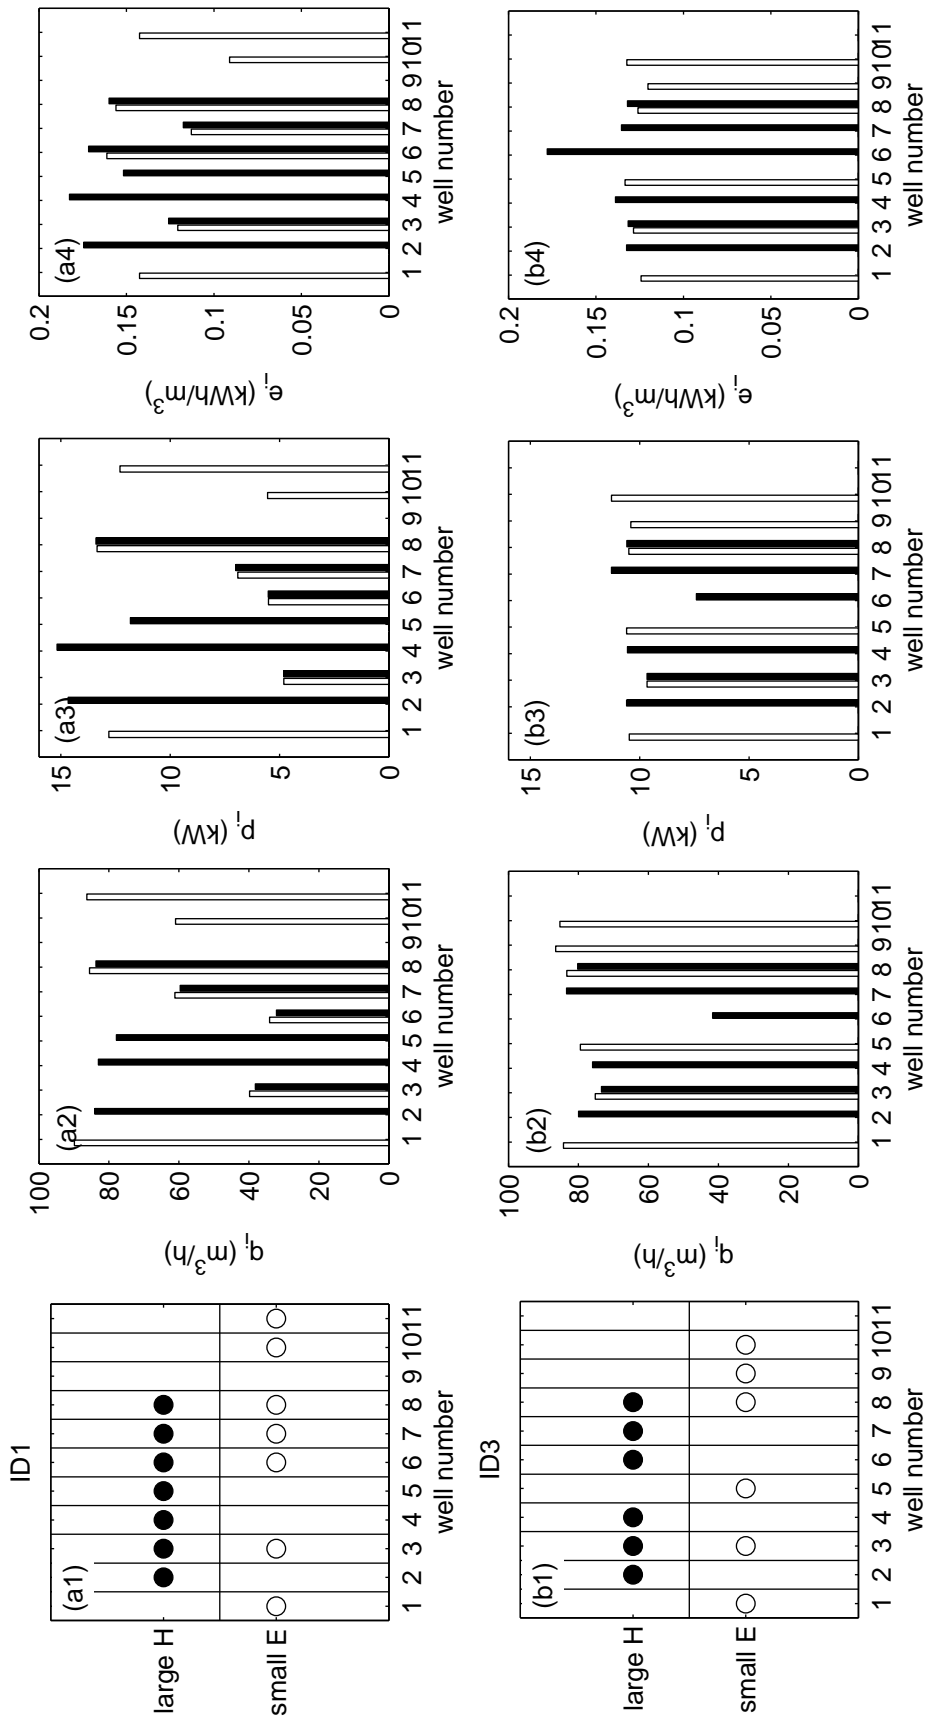 ID1
(a1)
large H
small E
1 2 3 4 5 6 7 8 9 10 11
well number
(a2)
100
80
60
40
20
0
q_i (m^3/h)
1 2 3 4 5 6 7 8 9 10 11
well number
(a3)
15
10
5
0
p_i (kW)
1 2 3 4 5 6 7 8 9 10 11
well number
(a4)
0.2
0.15
0.1
0.05
0
e_i (kWh/m^3)
1 2 3 4 5 6 7 8 9 10 11
well number
ID3
(b1)
large H
small E
1 2 3 4 5 6 7 8 9 10 11
well number
(b2)
100
80
60
40
20
0
q_i (m^3/h)
1 2 3 4 5 6 7 8 9 10 11
well number
(b3)
15
10
5
0
p_i (kW)
1 2 3 4 5 6 7 8 9 10 11
well number
(b4)
0.2
0.15
0.1
0.05
0
e_i (kWh/m^3)
1 2 3 4 5 6 7 8 9 10 11
well number